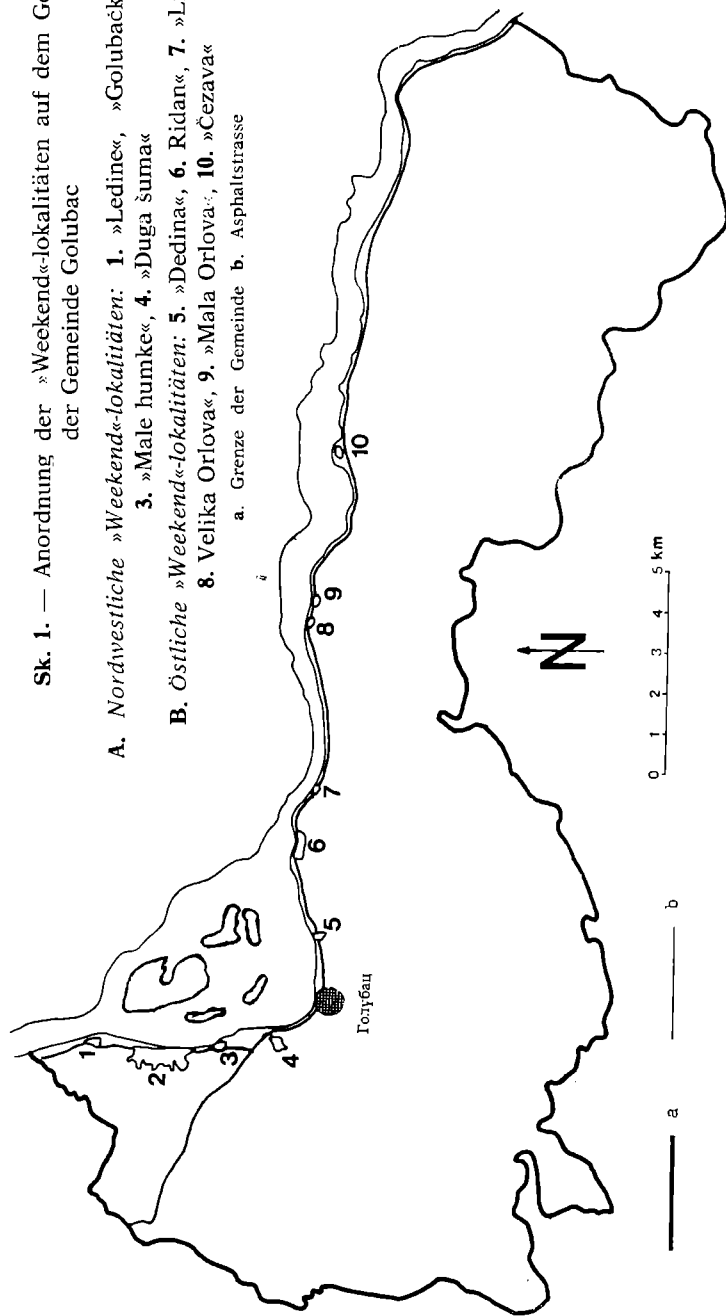 Sk. 1. — Anordnung der »Weekend«-lokalitäten auf dem
der Gemeinde Golubac
A. Nordwestliche »Weekend«-lokalitäten: 1. »Ledine«,
3. »Male humke«, 4. »Duga šuma«
B. Östliche »Weekend«-lokalitäten: 5. »Dedina«, 6. Ridan«, 7.
8. Velika Orlova«, 9. »Mala Orlova«, 10. »Čezava«
a. Grenze der Gemeinde b. Asphaltstrasse
1
2
3
4
Голубац
5
6
7
8
9
10
N
0 1 2 3 4 5 km
a b